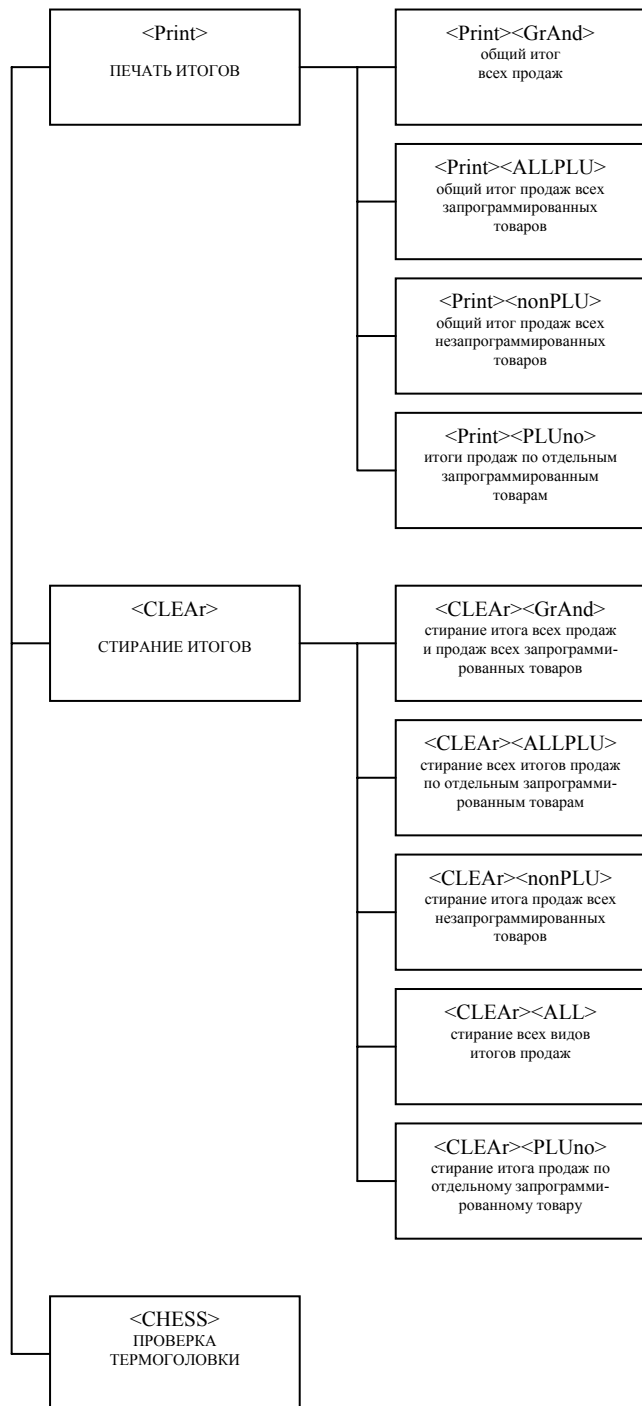 <Print>
ПЕЧАТЬ ИТОГОВ
<Print><GrAnd>
общий итог
всех продаж
<Print><ALLPLU>
общий итог продаж всех
запрограммированных
товаров
<Print><nonPLU>
общий итог продаж всех
незапрограммированных
товаров
<Print><PLUno>
итоги продаж по отдельным
запрограммированным
товарам
<CLEAr>
СТИРАНИЕ ИТОГОВ
<CLEAr><GrAnd>
стирание итога всех продаж
и продаж всех запрограмми-
рованных товаров
<CLEAr><ALLPLU>
стирание всех итогов продаж
по отдельным запрограмми-
рованным товарам
<CLEAr><nonPLU>
стирание итога продаж всех
незапрограммированных
товаров
<CLEAr><ALL>
стирание всех видов
итогов продаж
<CLEAr><PLUno>
стирание итога продаж по
отдельному запрограмми-
рованному товару
<CHESS>
ПРОВЕРКА
ТЕРМОГОЛОВКИ